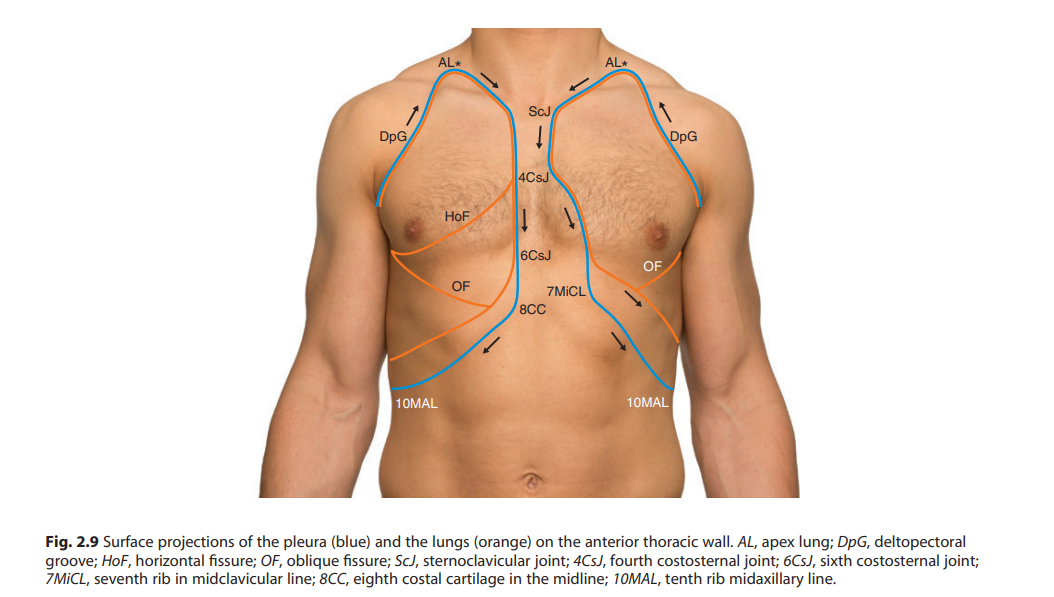 AL*
AL*
ScJ
DpG
DpG
4CsJ
HoF
6CsJ
OF
OF
7MiCL
8CC
10MAL
10MAL
Fig. 2.9 Surface projections of the pleura (blue) and the lungs (orange) on the anterior thoracic wall. AL, apex lung; DpG, deltopectoral
groove; HoF, horizontal fissure; OF, oblique fissure; ScJ, sternoclavicular joint; 4CsJ, fourth costosternal joint; 6CsJ, sixth costosternal joint;
7MiCL, seventh rib in midclavicular line; 8CC, eighth costal cartilage in the midline; 10MAL, tenth rib midaxillary line.